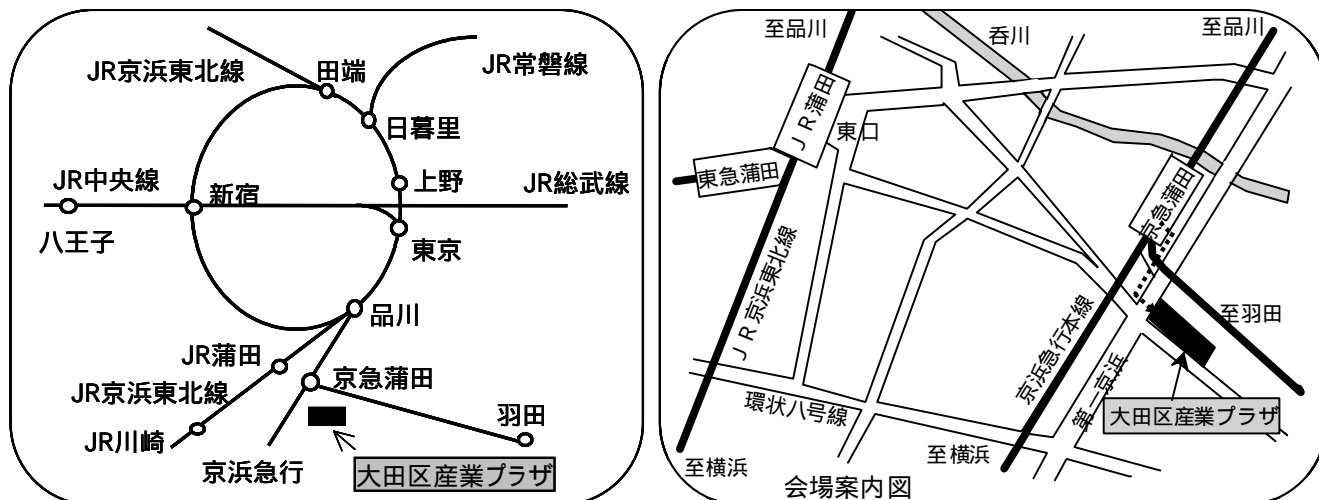 JR京浜東北線
田端
JR常磐線
日暮里
JR中央線
新宿
上野
JR総武線
八王子
東京
品川
JR蒲田
京急蒲田
JR京浜東北線
羽田
JR川崎
京浜急行
大田区産業プラザ
至品川
呑川
至品川
JR蒲田
東口
東急蒲田
京急蒲田
JR京浜東北線
至羽田
京浜急行本線
第一京浜
環状八号線
大田区産業プラザ
至横浜
至横浜
会場案内図